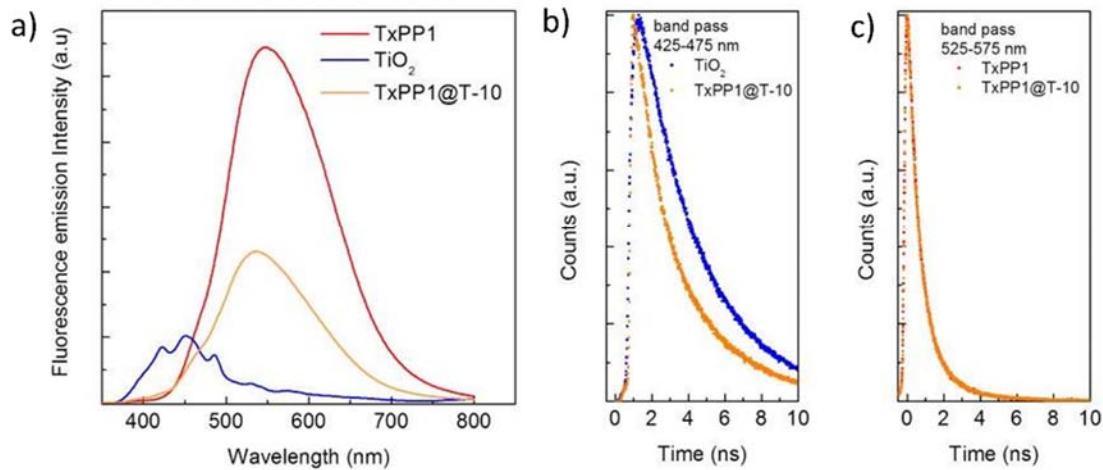 a)
Fluorescence emission Intensity (a.u)
TxPP1
TiO2
TxPP1@T-10
400 500 600 700 800
Wavelength (nm)
b)
Counts (a.u.)
band pass
425-475 nm
TiO2
TxPP1@T-10
2 4 6 8 10
Time (ns)
c)
Counts (a.u.)
band pass
525-575 nm
TxPP1
TxPP1@T-10
0 2 4 6 8 10
Time (ns)